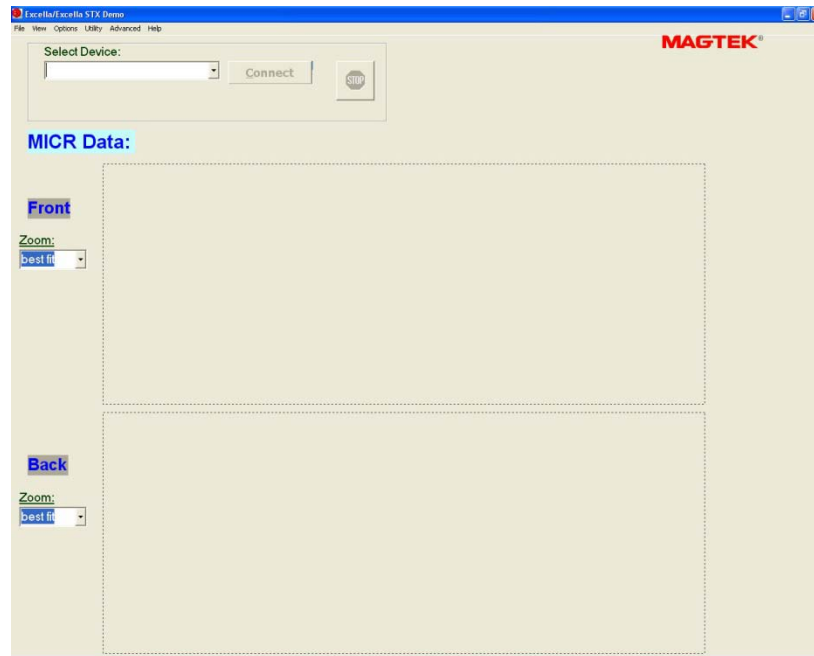 Excella/Excella STX Demo
File View Options Utility Advanced Help
MAGTEK®
Select Device:
Connect
STOP
MICR Data:
Front
Zoom:
best fit
Back
Zoom:
best fit